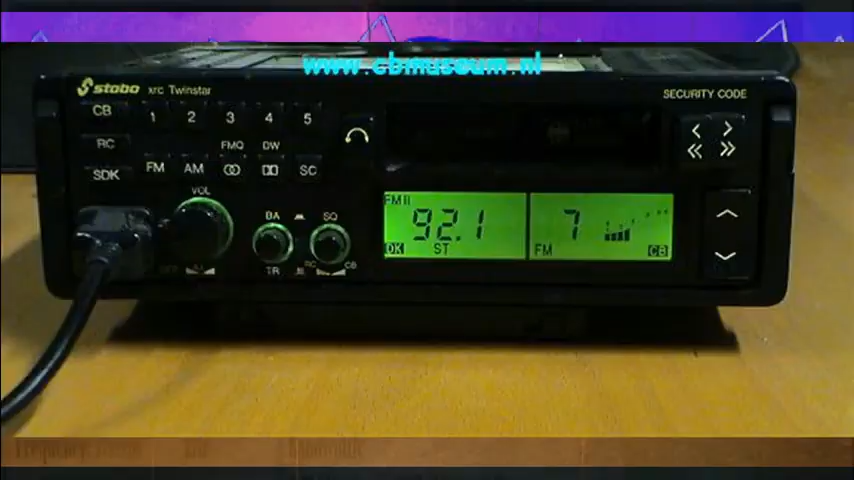 www.cbmuseum.nl
stabo xrc Twinstar
SECURITY CODE
CB 1 2 3 4 5
RC FMQ DW
SDK FM AM SC
VOL
BA SQ
TR RC CB
FM II
92.1 7
DK ST FM CB